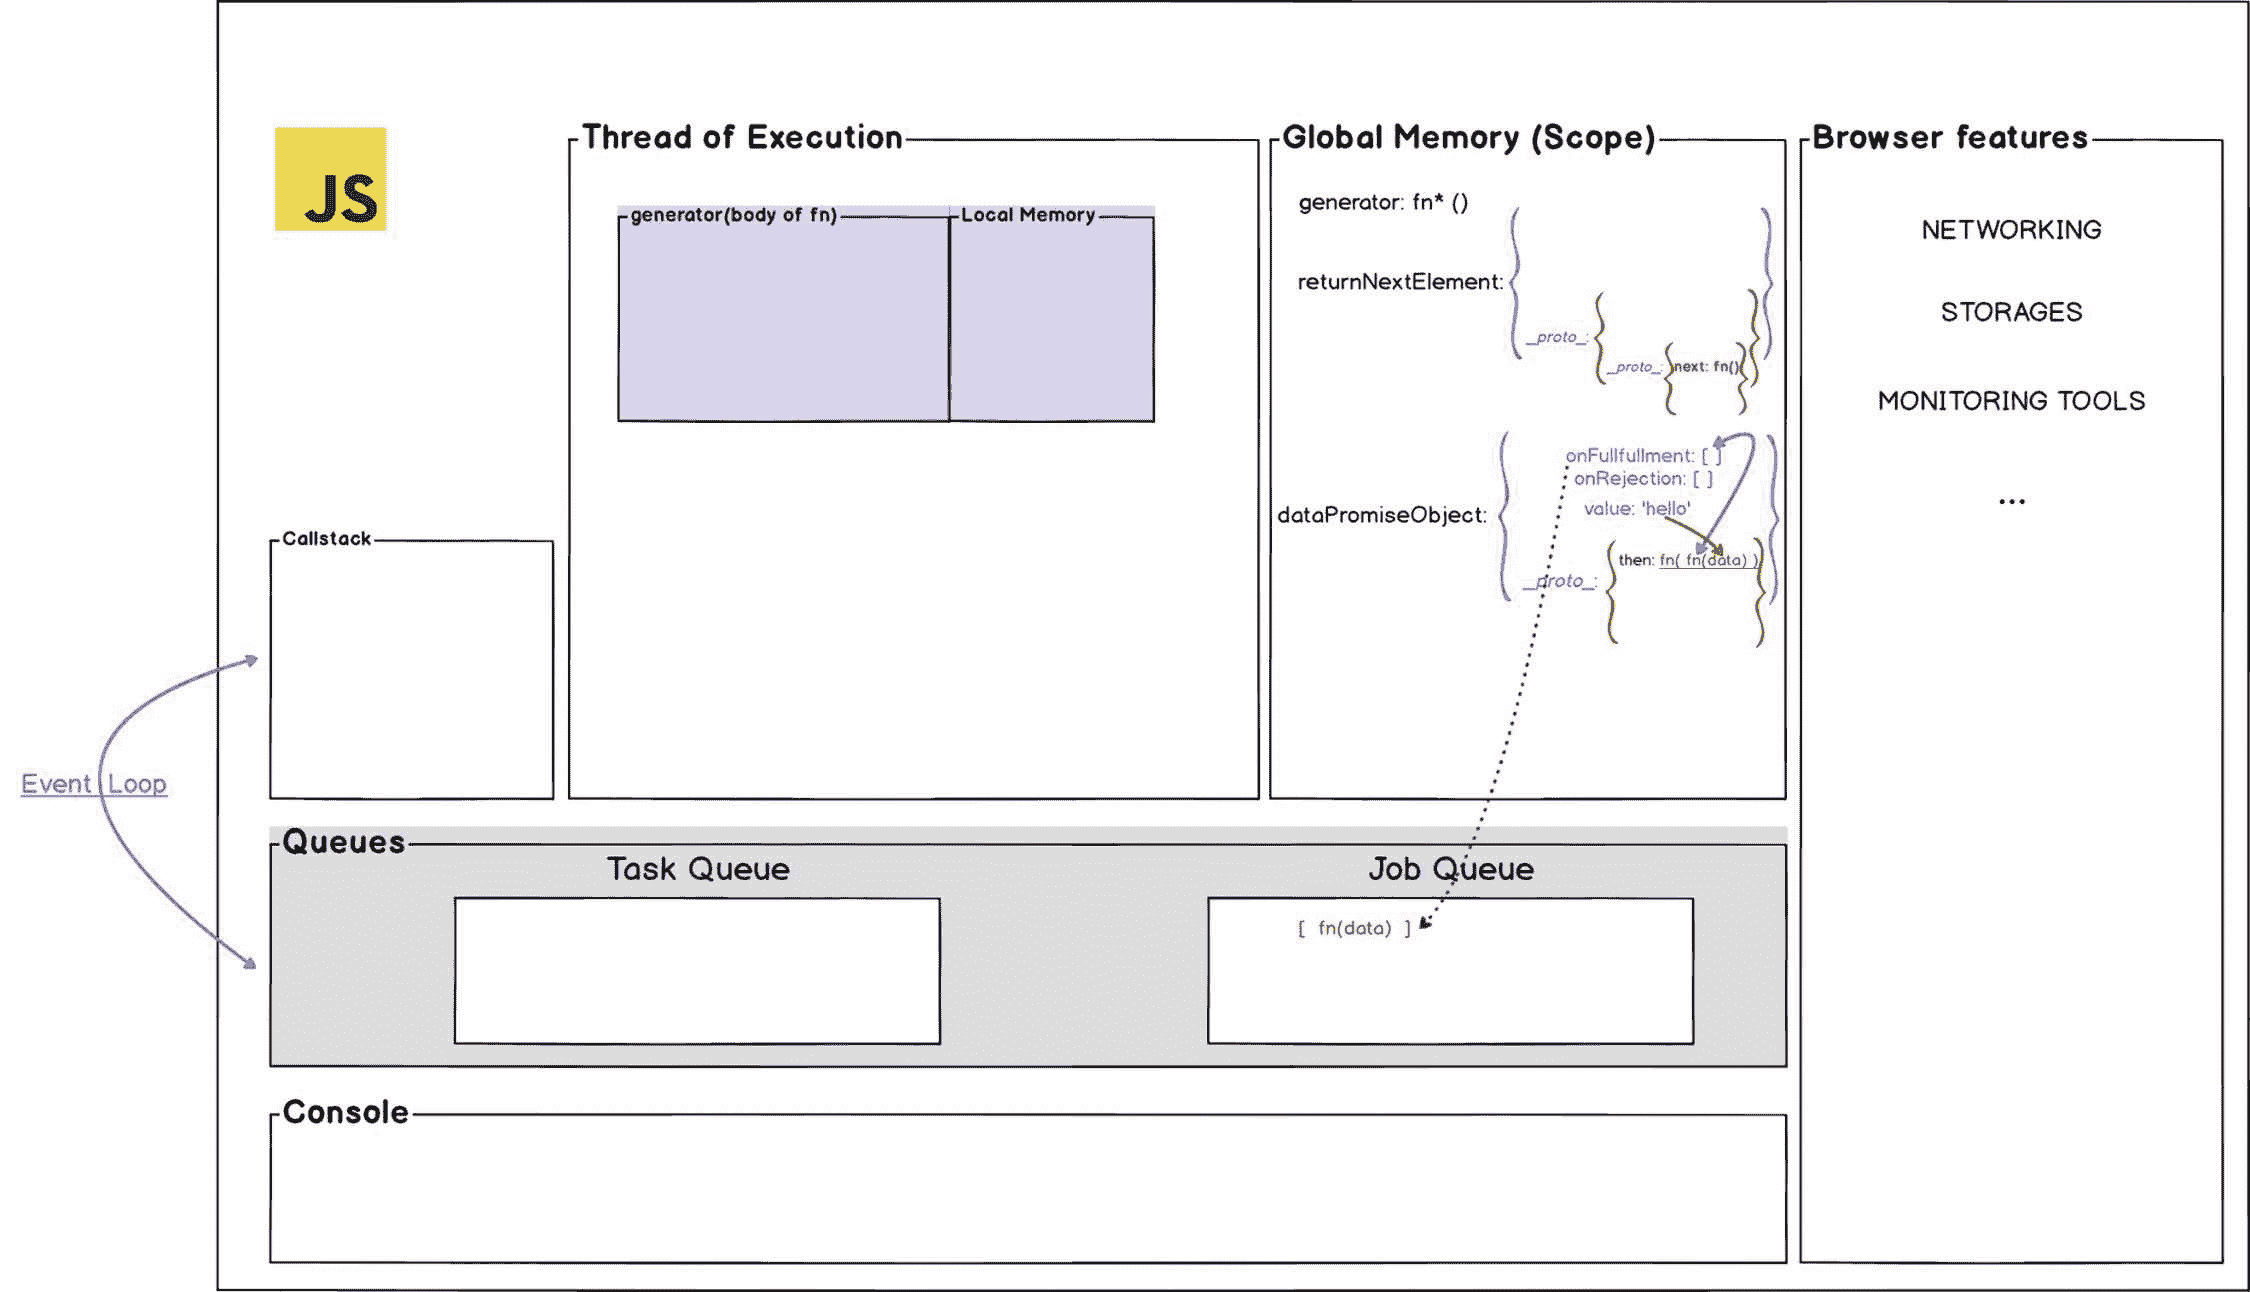 JS
Thread of Execution
generator(body of fn)
Local Memory
Global Memory (Scope)
generator: fn* ()
returnNextElement:
_proto_:
_proto_:
next: fn()
onFullfullment: [ ]
onRejection: [ ]
value: 'hello'
dataPromiseObject:
then: fn( fn(data) )
_proto_:
Browser features
NETWORKING
STORAGES
MONITORING TOOLS
...
Callstack
Event Loop
Queues
Task Queue
Job Queue
[ fn(data) ]
Console